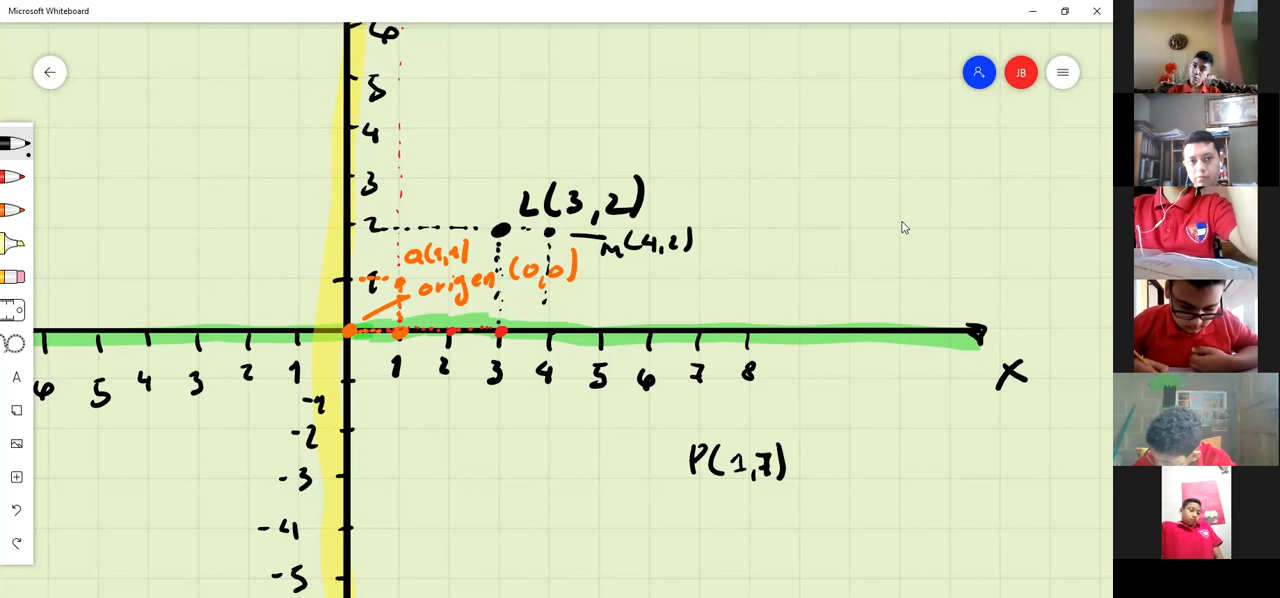 Microsoft Whiteboard
JB
6
5
4
3
2
1
L(3,2)
M(4,2)
a(1,1)
origen (0,0)
6 5 4 3 2 1 1 2 3 4 5 6 7 8 X
-1
-2
-3
-4
-5
P(1,7)
A